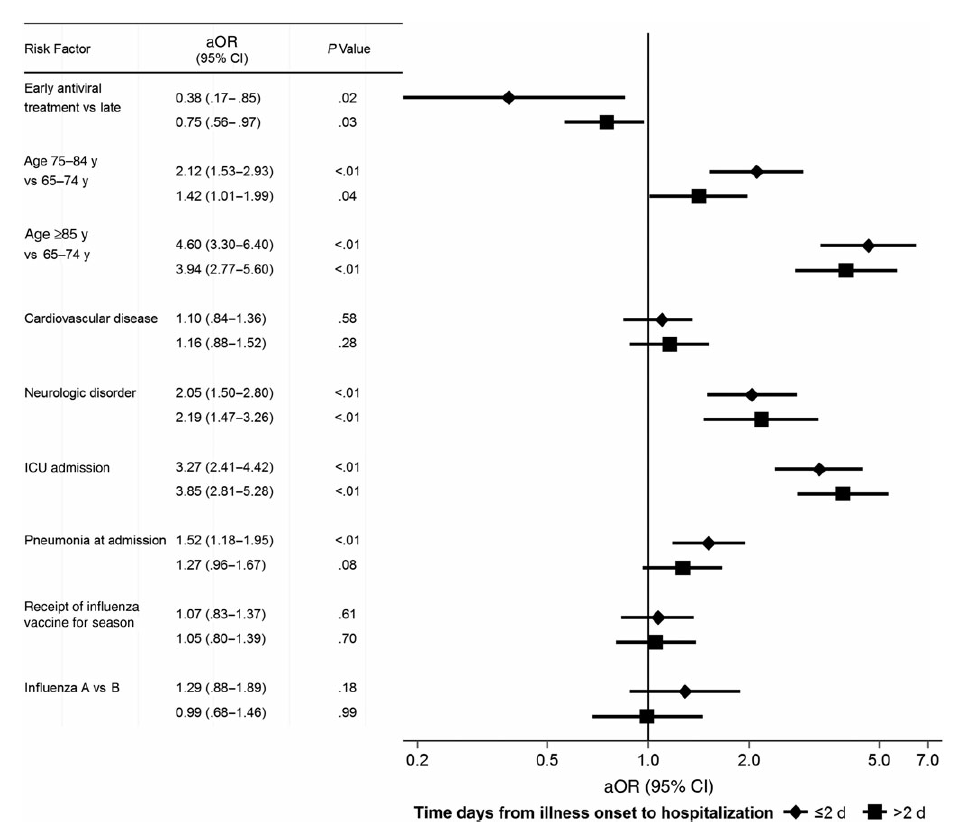 Risk Factor aOR (95% CI) P Value
Early antiviral treatment vs late
0.38 (.17–.85) .02
0.75 (.56–.97) .03
Age 75–84 y vs 65–74 y
2.12 (1.53–2.93) <.01
1.42 (1.01–1.99) .04
Age ≥85 y vs 65–74 y
4.60 (3.30–6.40) <.01
3.94 (2.77–5.60) <.01
Cardiovascular disease 1.10 (.84–1.36) .58
1.16 (.88–1.52) .28
Neurologic disorder 2.05 (1.50–2.80) <.01
2.19 (1.47–3.26) <.01
ICU admission 3.27 (2.41–4.42) <.01
3.85 (2.81–5.28) <.01
Pneumonia at admission 1.52 (1.18–1.95) <.01
1.27 (.96–1.67) .08
Receipt of influenza vaccine for season
1.07 (.83–1.37) .61
1.05 (.80–1.39) .70
Influenza A vs B 1.29 (.88–1.89) .18
0.99 (.68–1.46) .99
0.2 0.5 1.0 2.0 5.0 7.0
aOR (95% CI)
Time days from illness onset to hospitalization ≤2 d >2 d